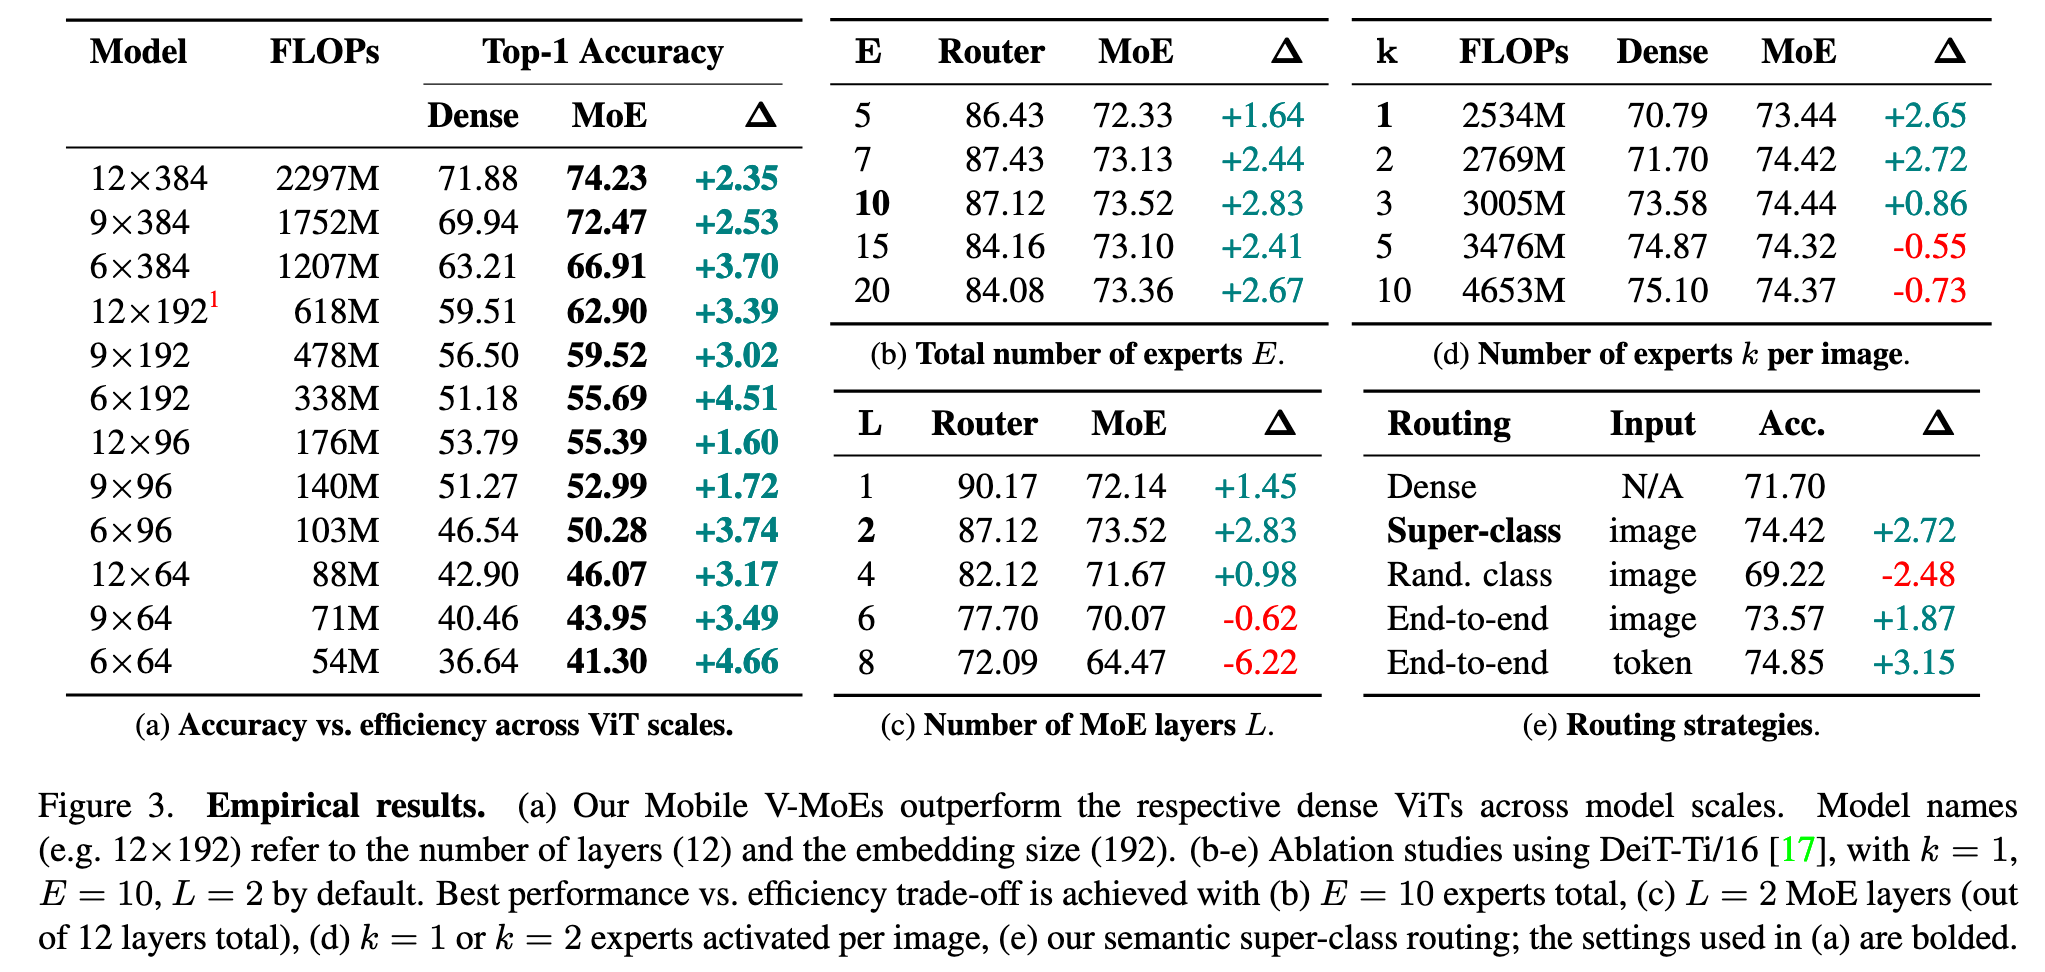 Model FLOPs Top-1 Accuracy
Dense MoE Δ
12×384 2297M 71.88 74.23 +2.35
9×384 1752M 69.94 72.47 +2.53
6×384 1207M 63.21 66.91 +3.70
12×192¹ 618M 59.51 62.90 +3.39
9×192 478M 56.50 59.52 +3.02
6×192 338M 51.18 55.69 +4.51
12×96 176M 53.79 55.39 +1.60
9×96 140M 51.27 52.99 +1.72
6×96 103M 46.54 50.28 +3.74
12×64 88M 42.90 46.07 +3.17
9×64 71M 40.46 43.95 +3.49
6×64 54M 36.64 41.30 +4.66
(a) Accuracy vs. efficiency across ViT scales.
E Router MoE Δ
5 86.43 72.33 +1.64
7 87.43 73.13 +2.44
10 87.12 73.52 +2.83
15 84.16 73.10 +2.41
20 84.08 73.36 +2.67
(b) Total number of experts E.
L Router MoE Δ
1 90.17 72.14 +1.45
2 87.12 73.52 +2.83
4 82.12 71.67 +0.98
6 77.70 70.07 -0.62
8 72.09 64.47 -6.22
(c) Number of MoE layers L.
k FLOPs Dense MoE Δ
1 2534M 70.79 73.44 +2.65
2 2769M 71.70 74.42 +2.72
3 3005M 73.58 74.44 +0.86
5 3476M 74.87 74.32 -0.55
10 4653M 75.10 74.37 -0.73
(d) Number of experts k per image.
Routing Input Acc. Δ
Dense N/A 71.70
Super-class image 74.42 +2.72
Rand. class image 69.22 -2.48
End-to-end image 73.57 +1.87
End-to-end token 74.85 +3.15
(e) Routing strategies.
Figure 3. Empirical results. (a) Our Mobile V-MoEs outperform the respective dense ViTs across model scales. Model names
(e.g. 12×192) refer to the number of layers (12) and the embedding size (192). (b-e) Ablation studies using DeiT-Ti/16 [17], with k = 1,
E = 10, L = 2 by default. Best performance vs. efficiency trade-off is achieved with (b) E = 10 experts total, (c) L = 2 MoE layers (out
of 12 layers total), (d) k = 1 or k = 2 experts activated per image, (e) our semantic super-class routing; the settings used in (a) are bolded.